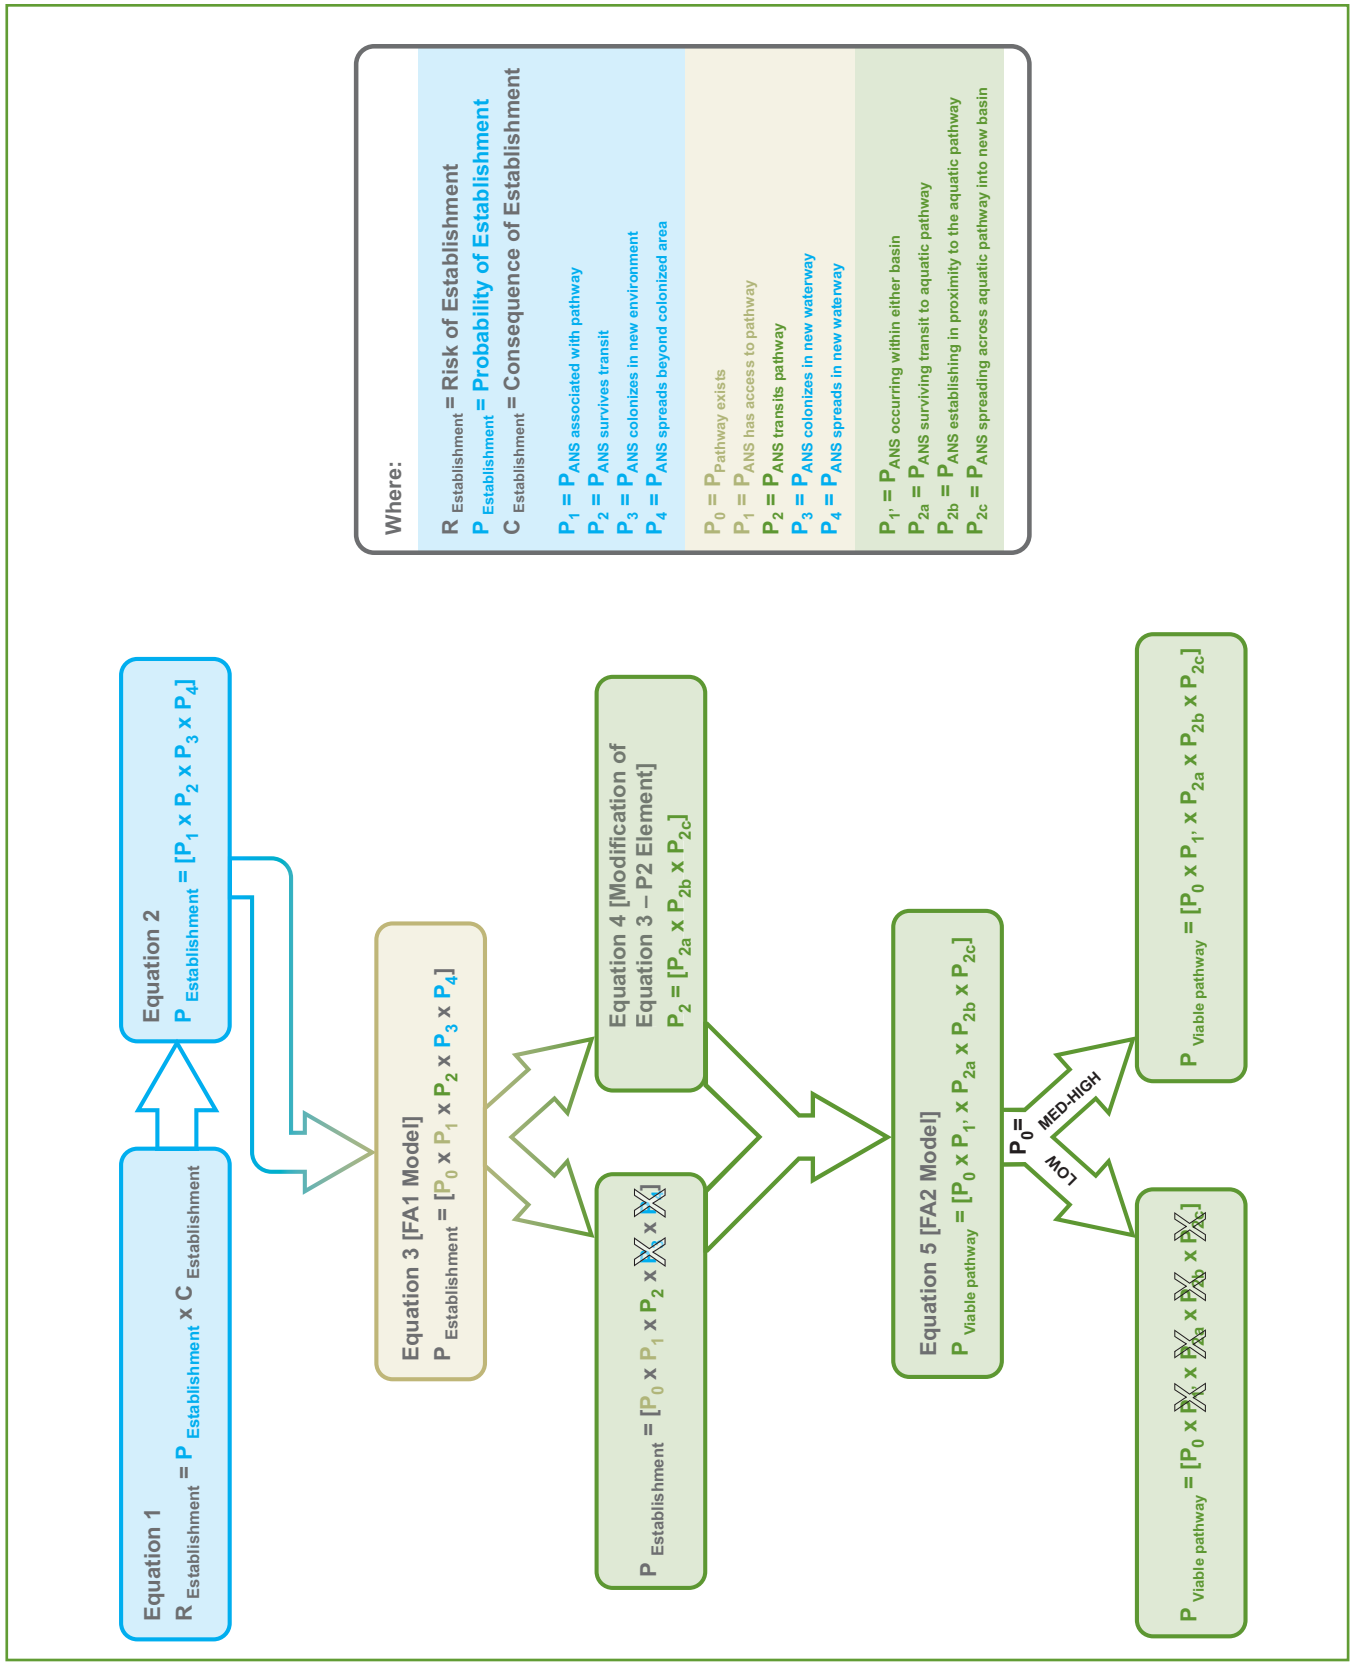 Equation 1
R Establishment = P Establishment x C Establishment
Equation 2
P Establishment = [P1 x P2 x P3 x P4]
Equation 3 [FA1 Model]
P Establishment = [P0 x P1 x P2 x P3 x P4]
P Establishment = [P0 x P1 x P2 x P3 x P4]
Equation 4 [Modification of
Equation 3 – P2 Element]
P2 = [P2a x P2b x P2c]
Equation 5 [FA2 Model]
P Viable pathway = [P0 x P1' x P2a x P2b x P2c]
P0 =
LOW
MED-HIGH
P Viable pathway = [P0 x P1' x P2a x P2b x P2c]
P Viable pathway = [P0 x P1' x P2a x P2b x P2c]
Where:
R Establishment = Risk of Establishment
P Establishment = Probability of Establishment
C Establishment = Consequence of Establishment
P1 = PANS associated with pathway
P2 = PANS survives transit
P3 = PANS colonizes in new environment
P4 = PANS spreads beyond colonized area
P0 = PPathway exists
P1 = PANS has access to pathway
P2 = PANS transits pathway
P3 = PANS colonizes in new waterway
P4 = PANS spreads in new waterway
P1' = PANS occurring within either basin
P2a = PANS surviving transit to aquatic pathway
P2b = PANS establishing in proximity to the aquatic pathway
P2c = PANS spreading across aquatic pathway into new basin